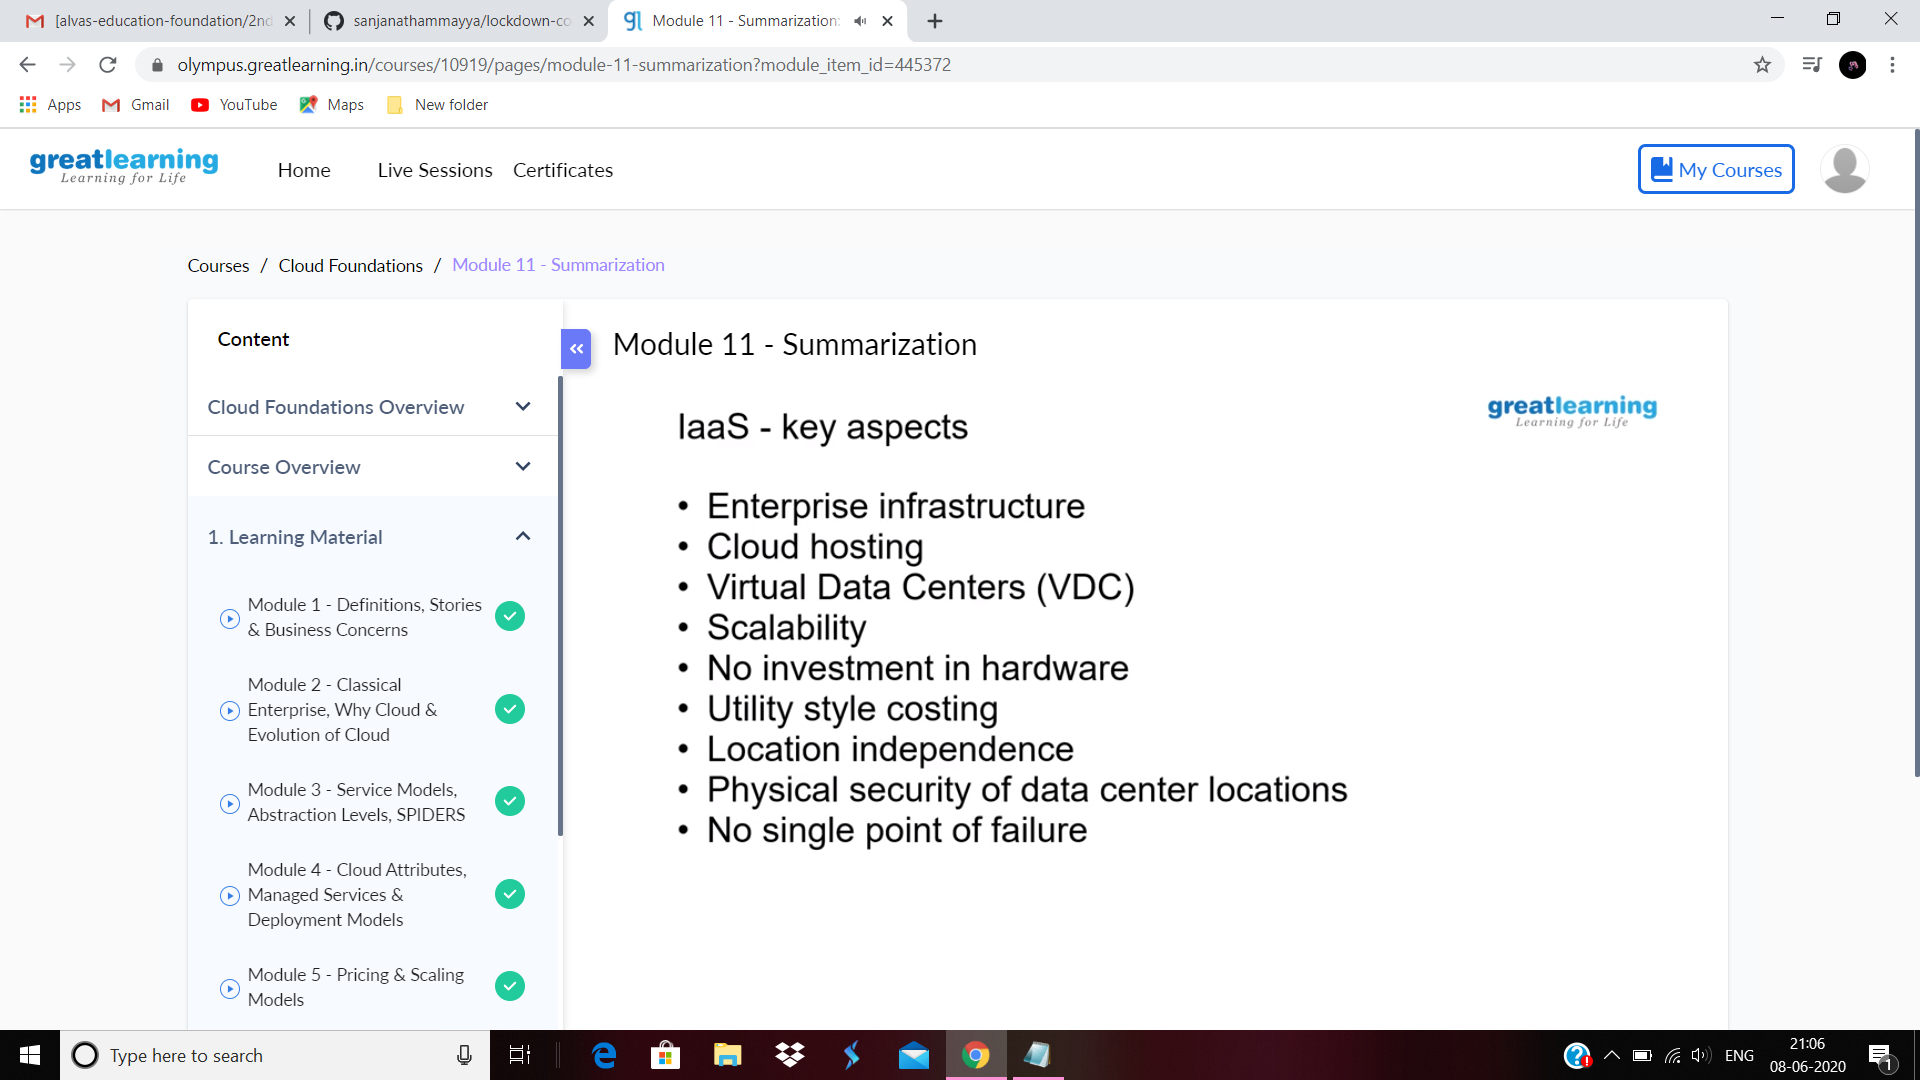 [alvas-education-foundation/2nd
sanjanathammayya/lockdown-co
Module 11 - Summarization:
olympus.greatlearning.in/courses/10919/pages/module-11-summarization?module_item_id=445372
Apps
Gmail
YouTube
Maps
New folder
greatlearning
Learning for Life
Home
Live Sessions
Certificates
My Courses
Courses / Cloud Foundations / Module 11 - Summarization
Content
Cloud Foundations Overview
Course Overview
1. Learning Material
Module 1 - Definitions, Stories
& Business Concerns
Module 2 - Classical
Enterprise, Why Cloud &
Evolution of Cloud
Module 3 - Service Models,
Abstraction Levels, SPIDERS
Module 4 - Cloud Attributes,
Managed Services &
Deployment Models
Module 5 - Pricing & Scaling
Models
Module 11 - Summarization
greatlearning
Learning for Life
IaaS - key aspects
• Enterprise infrastructure
• Cloud hosting
• Virtual Data Centers (VDC)
• Scalability
• No investment in hardware
• Utility style costing
• Location independence
• Physical security of data center locations
• No single point of failure
Type here to search
ENG
21:06
08-06-2020
1